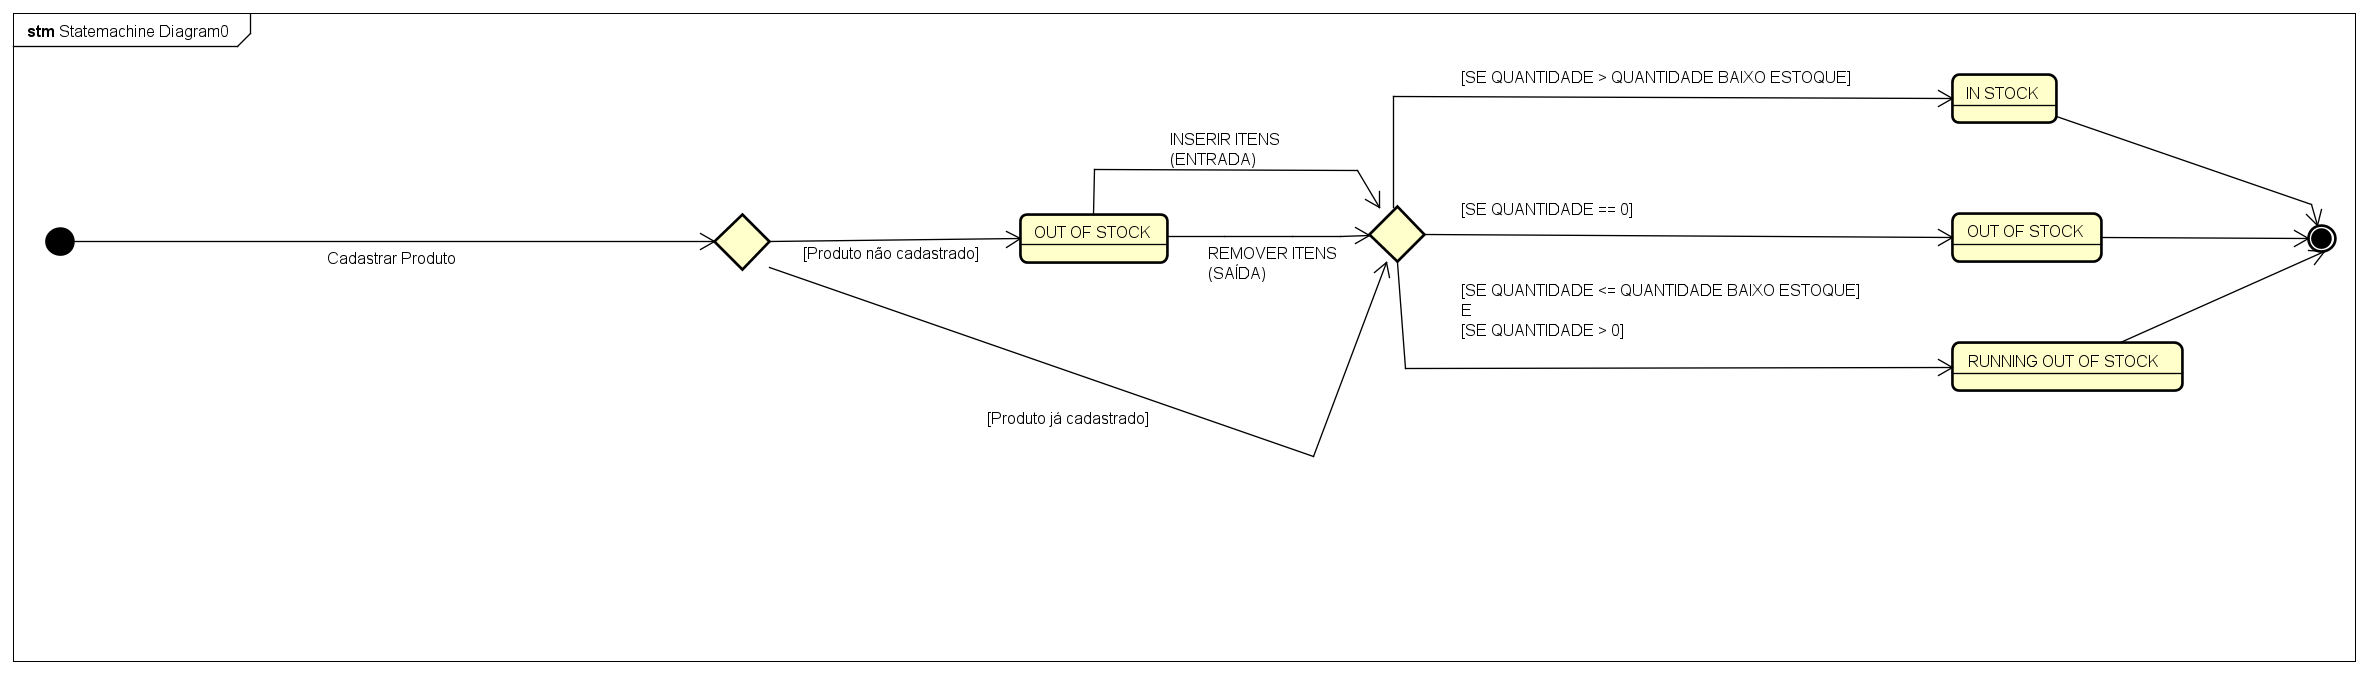 stm Statemachine Diagram0
[SE QUANTIDADE > QUANTIDADE BAIXO ESTOQUE]
IN STOCK
INSERIR ITENS
(ENTRADA)
[SE QUANTIDADE == 0]
OUT OF STOCK
OUT OF STOCK
Cadastrar Produto
[Produto não cadastrado]
REMOVER ITENS
(SAÍDA)
[SE QUANTIDADE <= QUANTIDADE BAIXO ESTOQUE]
E
[SE QUANTIDADE > 0]
RUNNING OUT OF STOCK
[Produto já cadastrado]